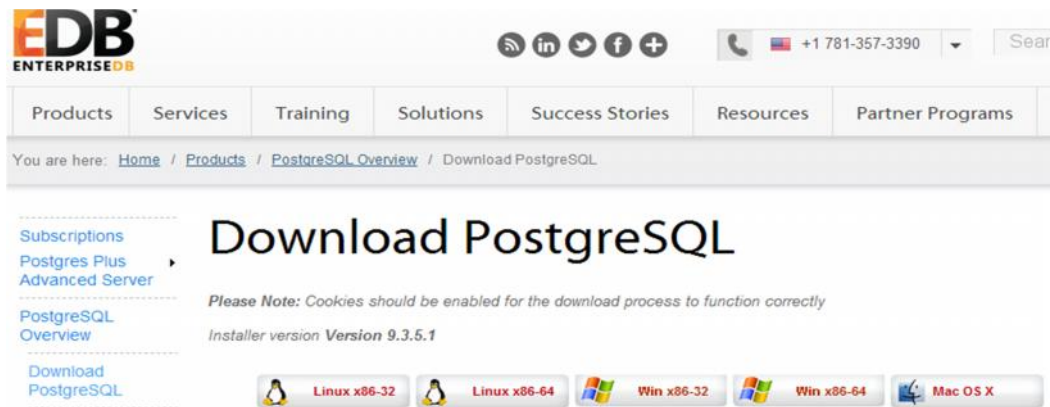 EDB
ENTERPRISEDB
+1 781-357-3390
Products Services Training Solutions Success Stories Resources Partner Programs
You are here: Home / Products / PostgreSQL Overview / Download PostgreSQL
Subscriptions
Postgres Plus
Advanced Server
PostgreSQL
Overview
Download
PostgreSQL
Download PostgreSQL
Please Note: Cookies should be enabled for the download process to function correctly
Installer version Version 9.3.5.1
Linux x86-32 Linux x86-64 Win x86-32 Win x86-64 Mac OS X